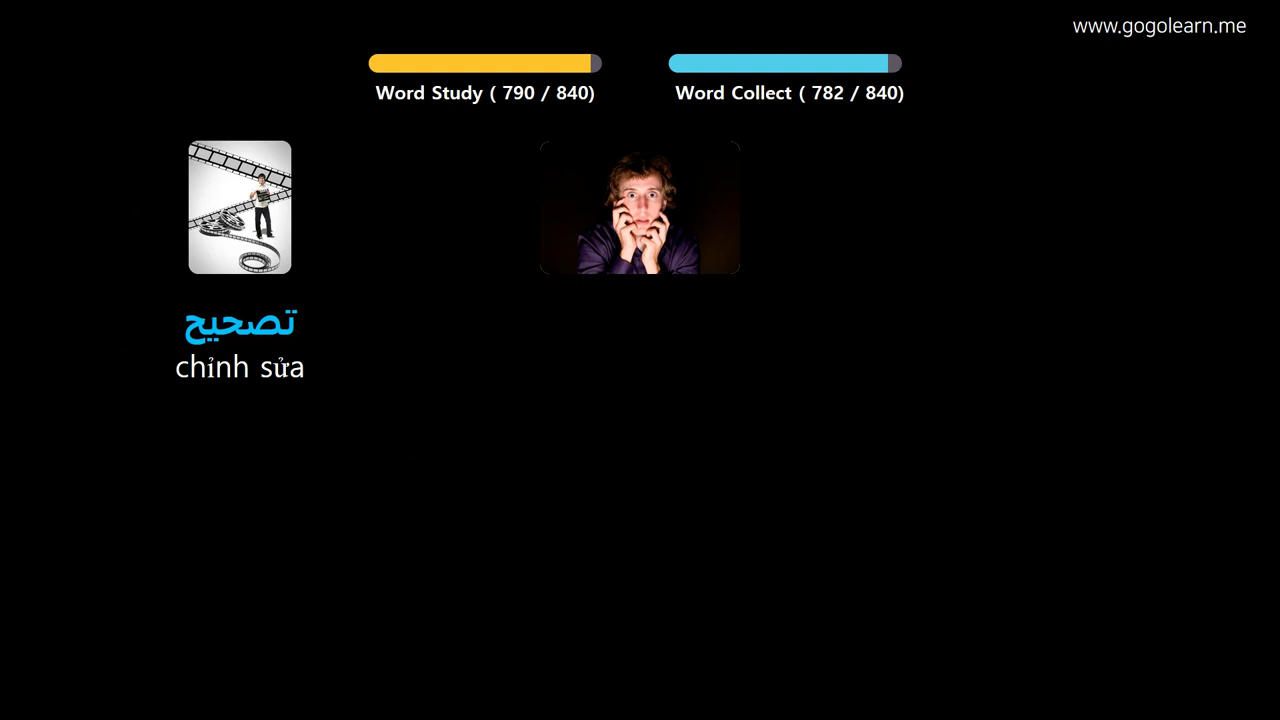 www.gogolearn.me
Word Study ( 790 / 840)
Word Collect ( 782 / 840)
تصحيح
chỉnh sửa